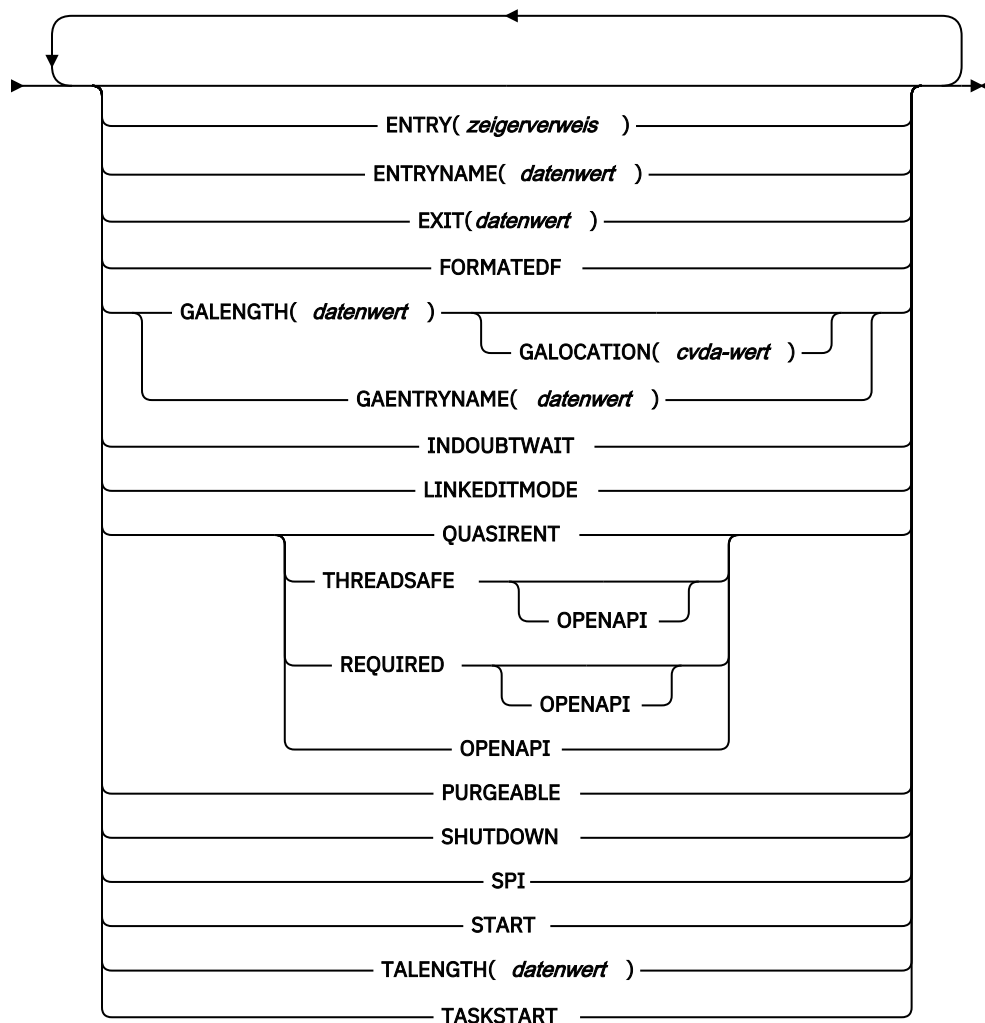 ENTRY( zeigerverweis )
ENTRYNAME( datenwert )
EXIT( datenwert )
FORMATEDF
GALENGTH( datenwert )
GALOCATION( cvda-wert )
GAENTRYNAME( datenwert )
INDOUBTWAIT
LINKEDITMODE
QUASIRENT
THREADSAFE
OPENAPI
REQUIRED
OPENAPI
OPENAPI
PURGEABLE
SHUTDOWN
SPI
START
TALENGTH( datenwert )
TASKSTART